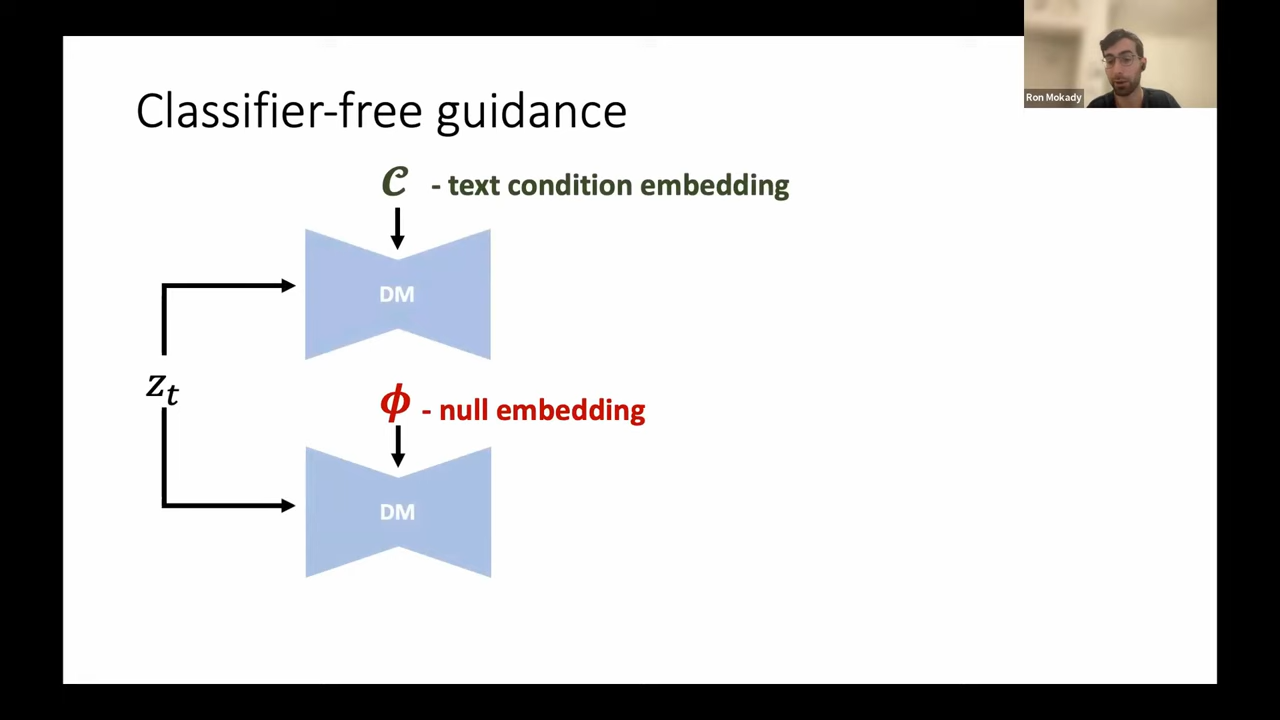 Ron Mokady
Classifier-free guidance
𝒞 - text condition embedding
DM
z_t
ϕ - null embedding
DM